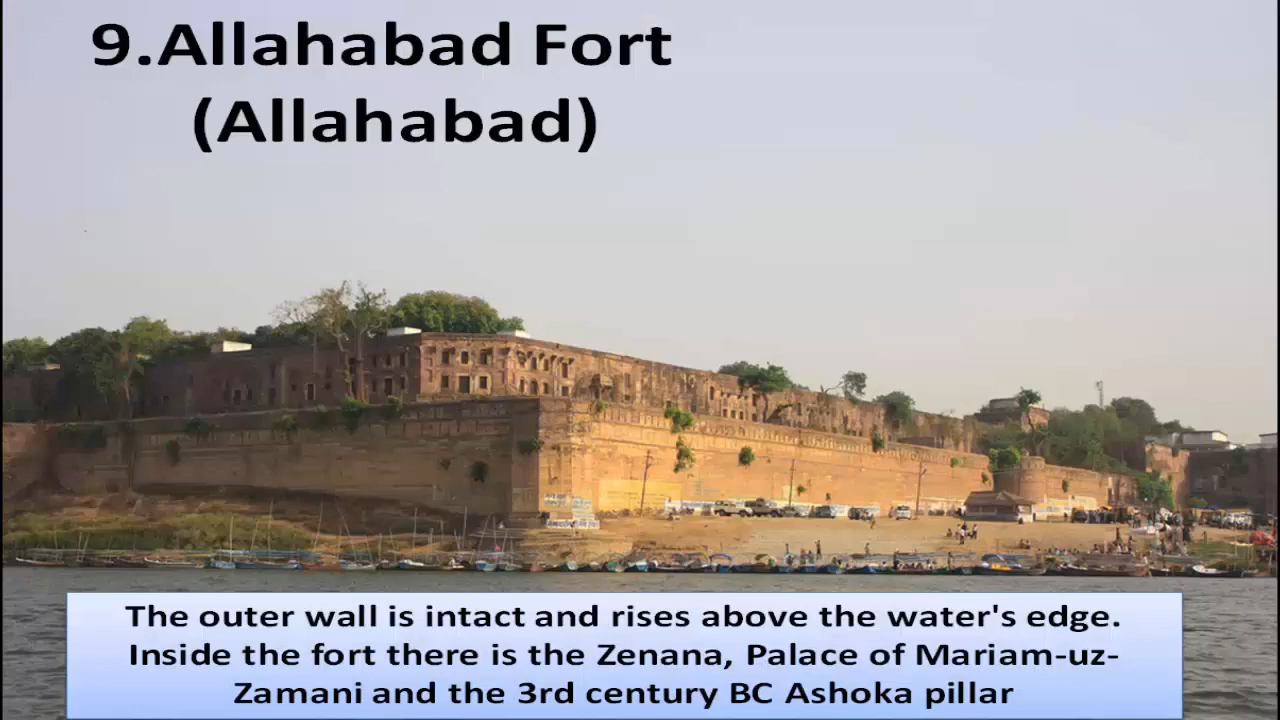 9.Allahabad Fort
(Allahabad)
The outer wall is intact and rises above the water's edge.
Inside the fort there is the Zenana, Palace of Mariam-uz-
Zamani and the 3rd century BC Ashoka pillar